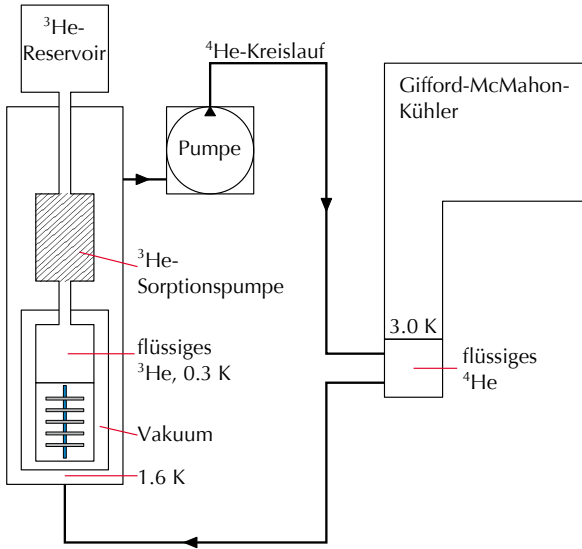 ³He-
Reservoir
⁴He-Kreislauf
Gifford-McMahon-
Kühler
Pumpe
³He-
Sorptionspumpe
3.0 K
flüssiges
³He, 0.3 K
flüssiges
⁴He
Vakuum
1.6 K